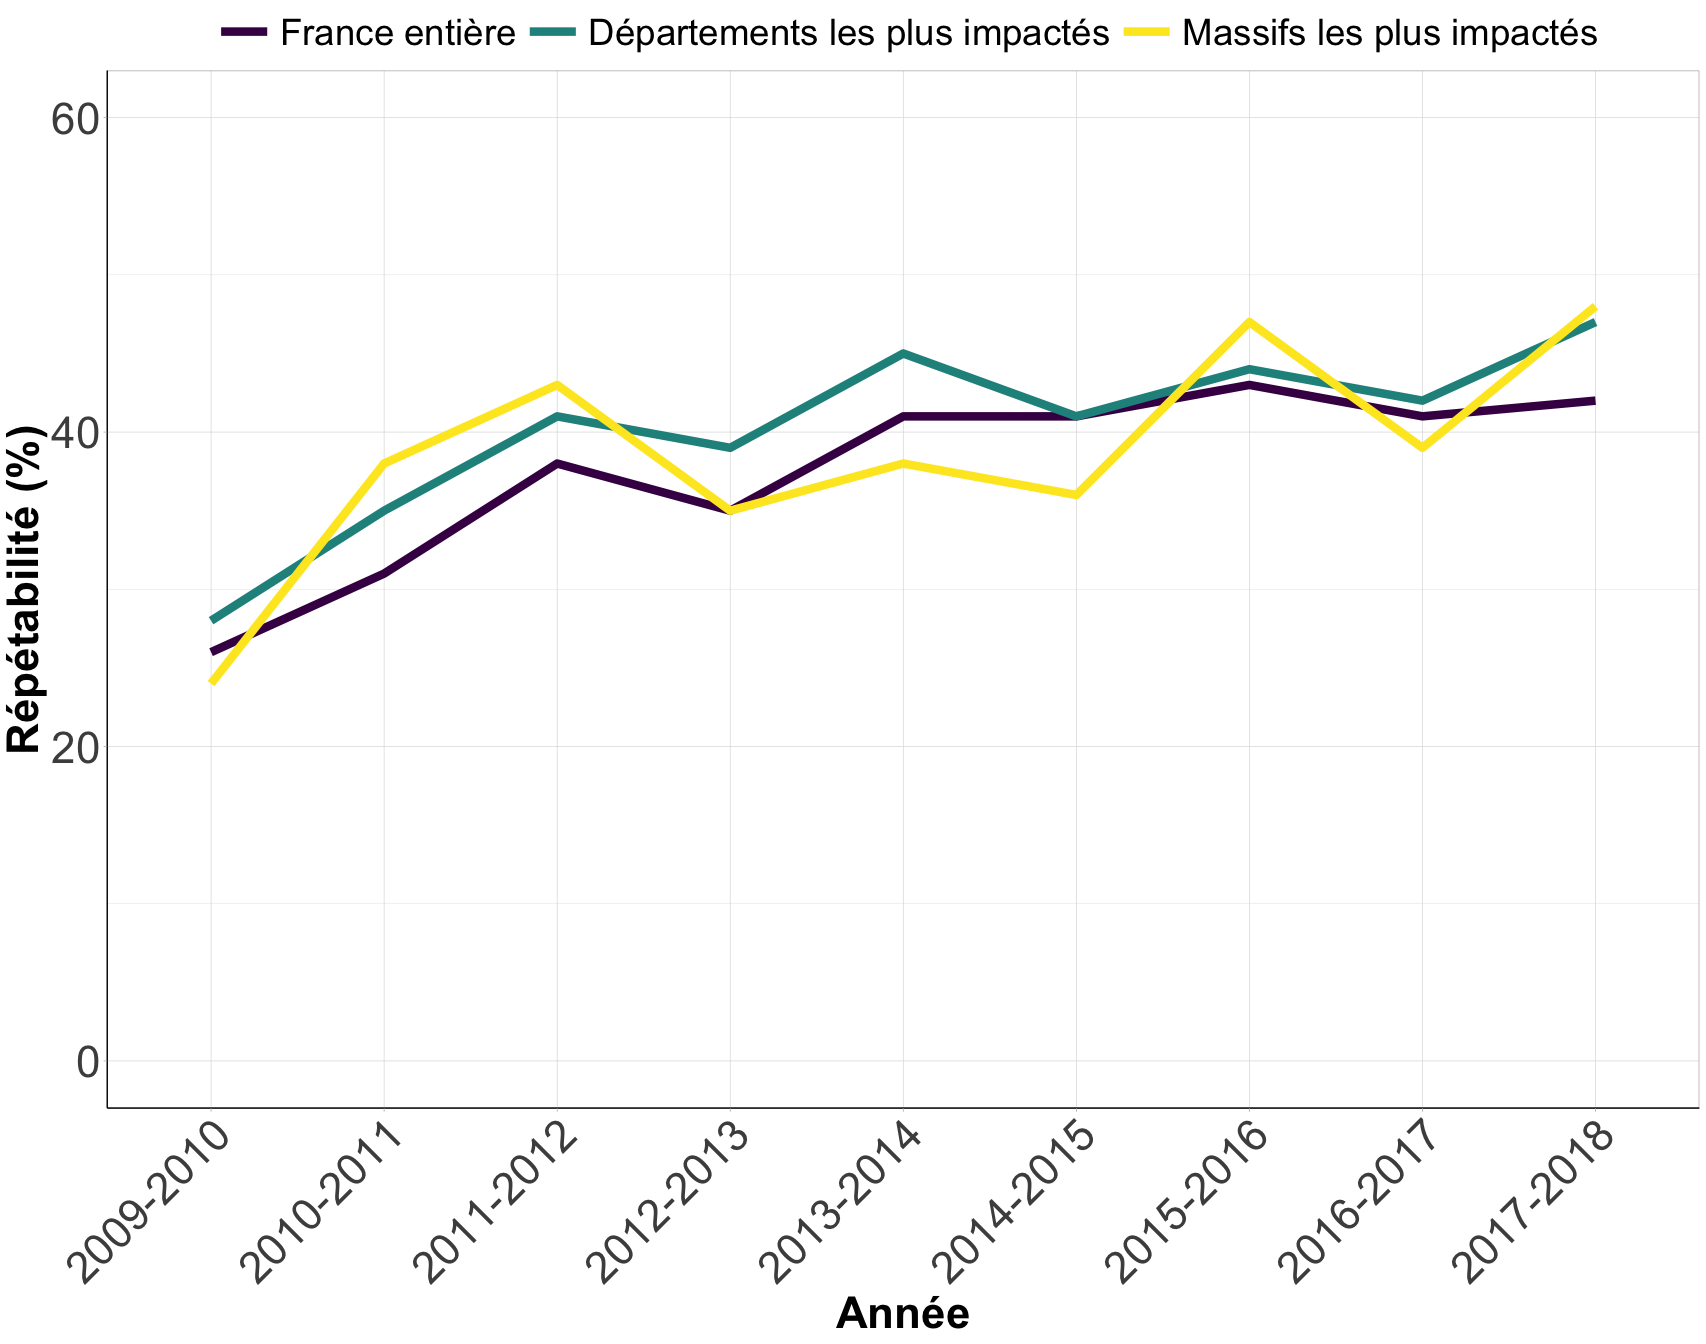 France entière Départements les plus impactés Massifs les plus impactés
Répétabilité (%)
60
40
20
0
2009-2010 2010-2011 2011-2012 2012-2013 2013-2014 2014-2015 2015-2016 2016-2017 2017-2018
Année